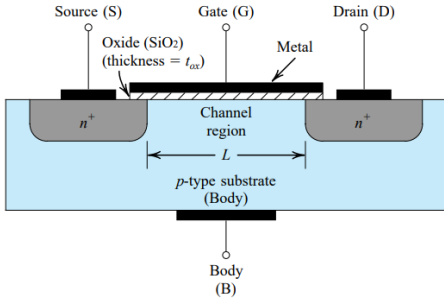 Source (S)
Gate (G)
Drain (D)
Oxide (SiO₂)
(thickness = tₒₓ)
Metal
n⁺
Channel
region
n⁺
L
p-type substrate
(Body)
Body
(B)